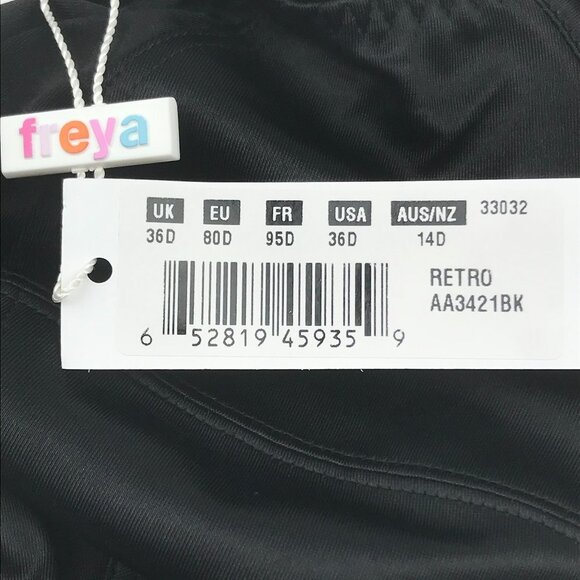 freya
UK EU FR USA AUS/NZ 33032
36D 80D 95D 36D 14D
RETRO
AA3421BK
6 52819 45935 9